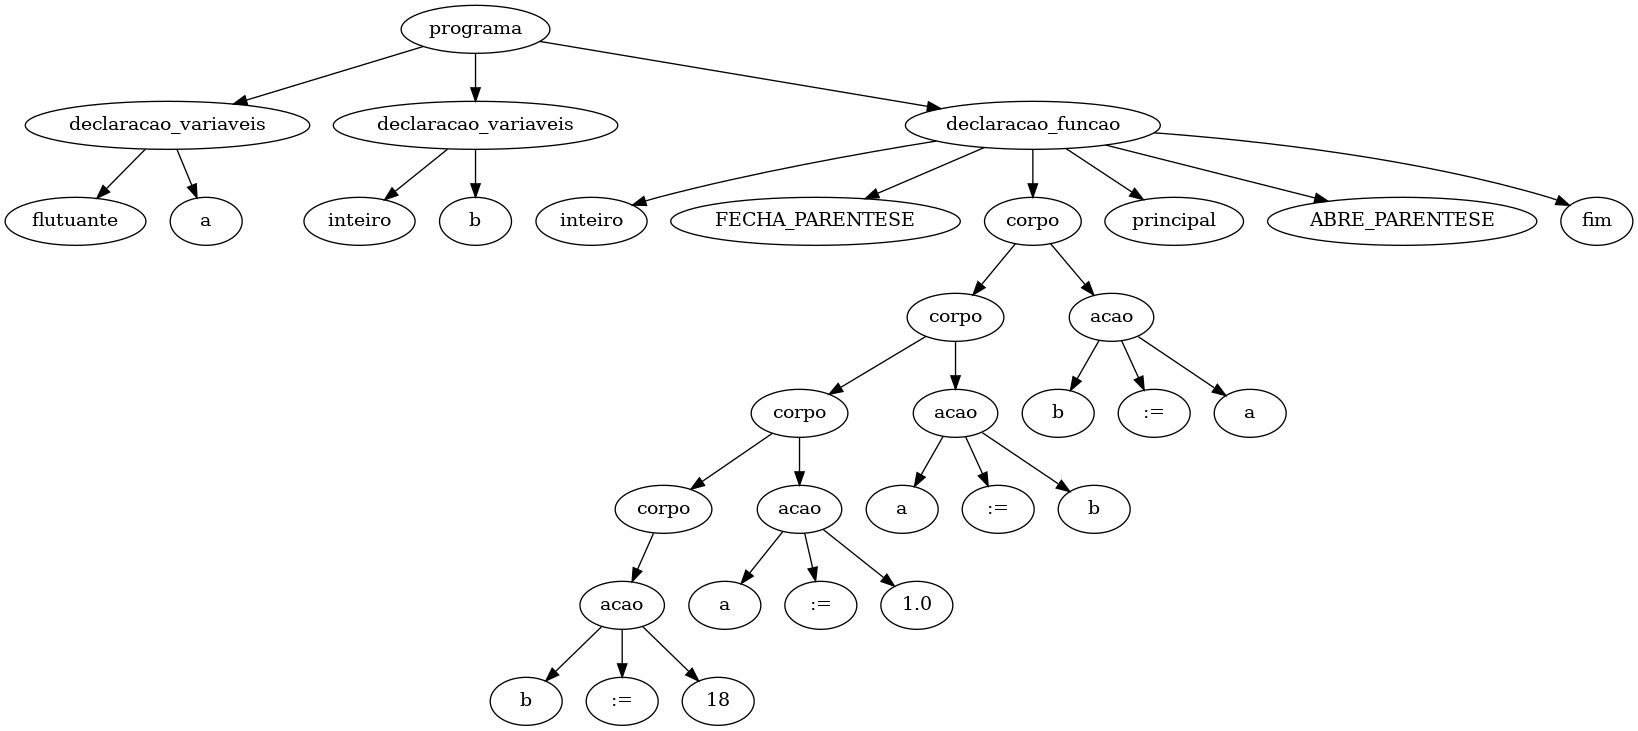 programa
declaracao_variaveis
declaracao_variaveis
declaracao_funcao
flutuante
a
inteiro
b
inteiro
FECHA_PARENTESE
corpo
principal
ABRE_PARENTESE
fim
corpo
acao
corpo
acao
b
:=
a
corpo
acao
a
:=
b
acao
a
:=
1.0
b
:=
18